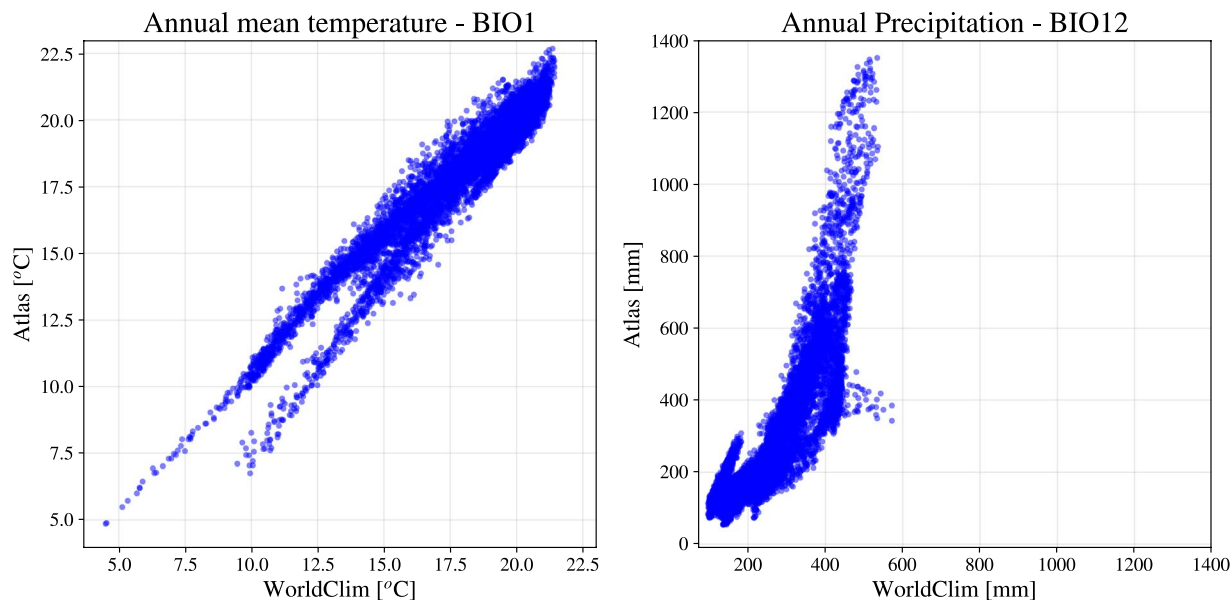 Annual mean temperature - BIO1
22.5
20.0
17.5
15.0
12.5
10.0
7.5
5.0
Atlas [°C]
5.0 7.5 10.0 12.5 15.0 17.5 20.0 22.5
WorldClim [°C]
Annual Precipitation - BIO12
1400
1200
1000
800
600
400
200
0
Atlas [mm]
200 400 600 800 1000 1200 1400
WorldClim [mm]